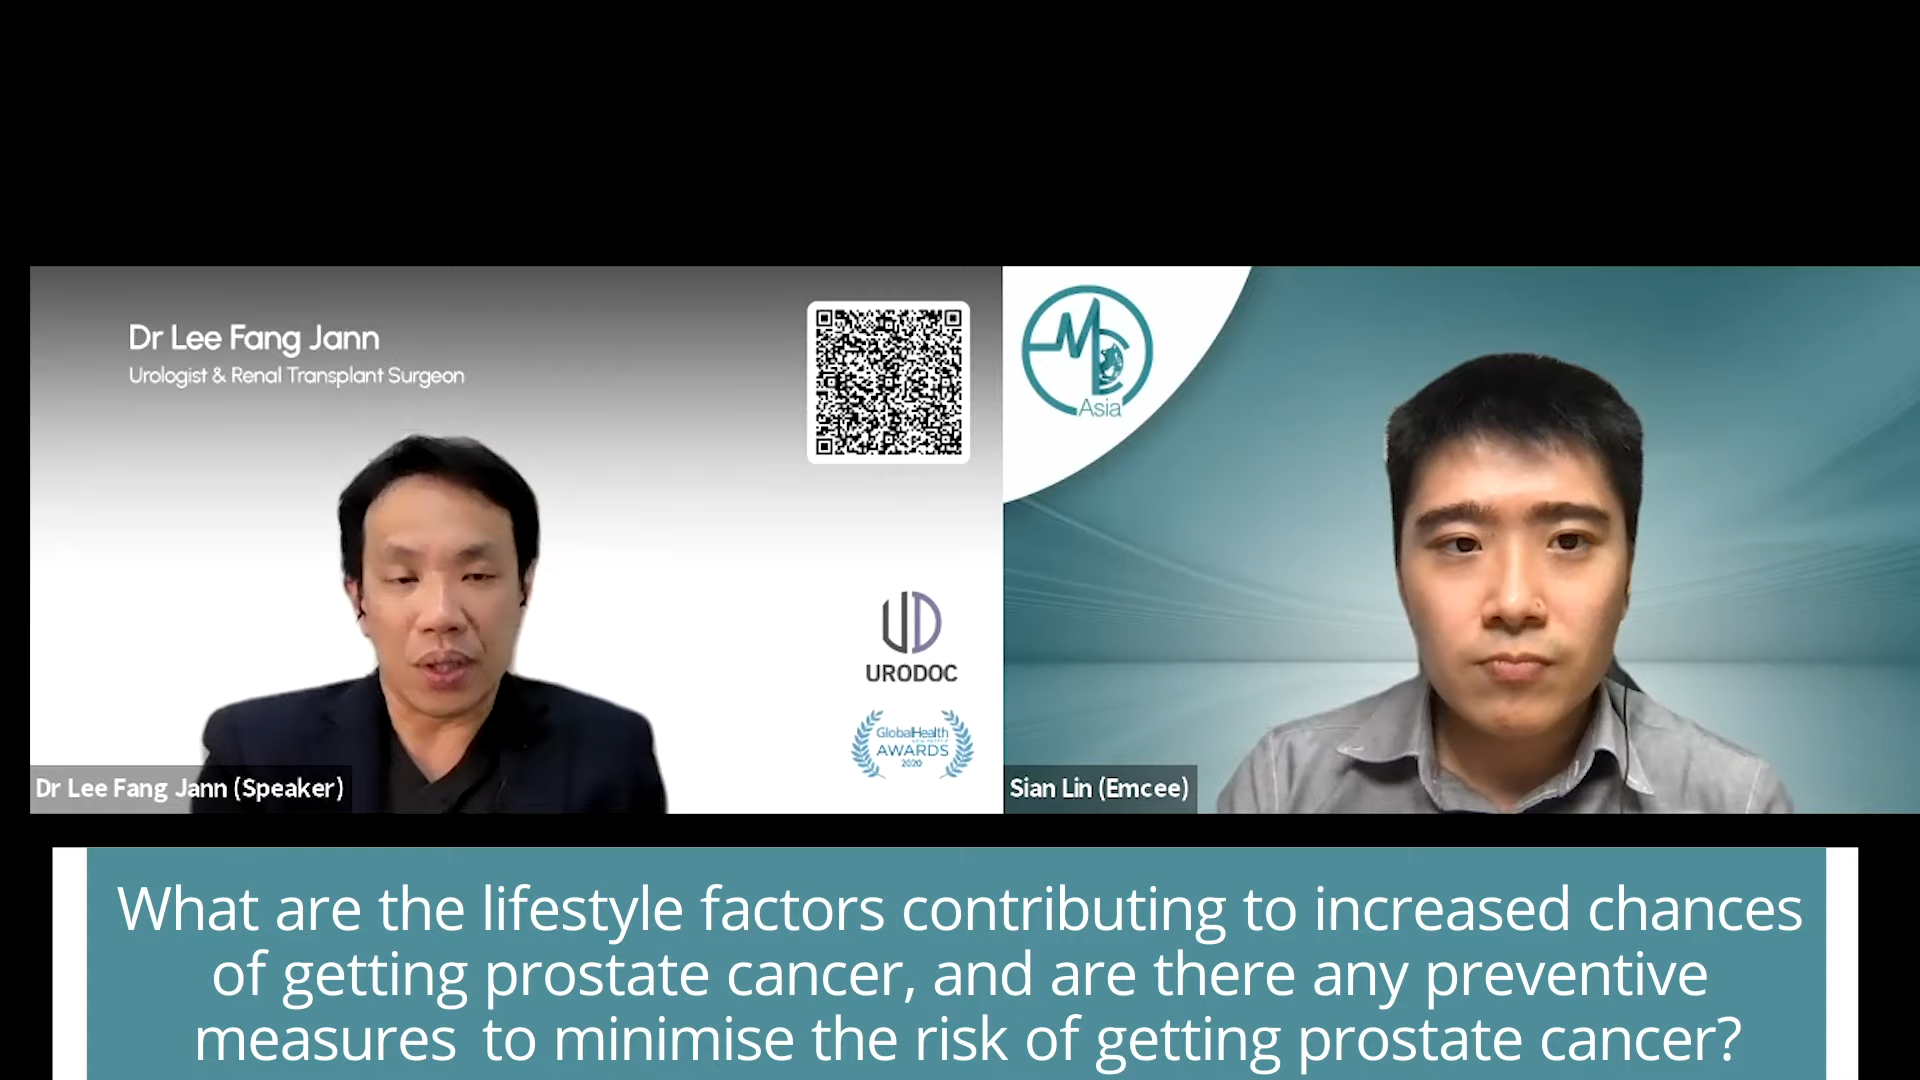 Dr Lee Fang Jann
Urologist & Renal Transplant Surgeon
UD
URODOC
GlobalHealth
AWARDS
2020
Dr Lee Fang Jann (Speaker)
MC
Asia
Sian Lin (Emcee)
What are the lifestyle factors contributing to increased chances
of getting prostate cancer, and are there any preventive
measures to minimise the risk of getting prostate cancer?